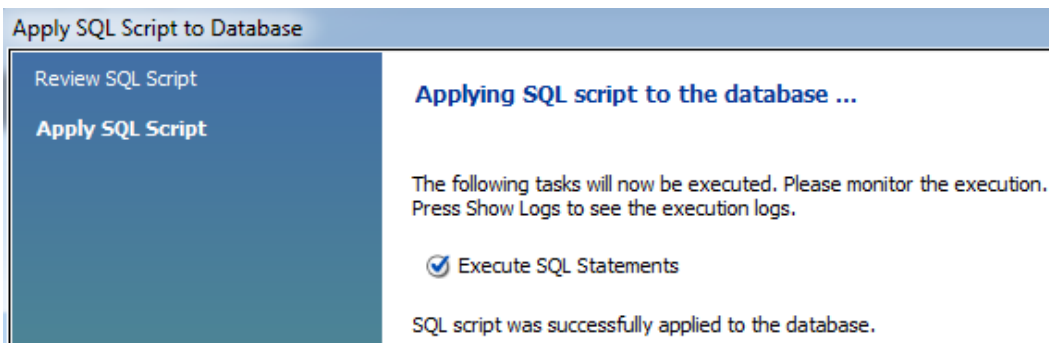 Apply SQL Script to Database
Review SQL Script
Apply SQL Script
Applying SQL script to the database ...
The following tasks will now be executed. Please monitor the execution.
Press Show Logs to see the execution logs.
Execute SQL Statements
SQL script was successfully applied to the database.